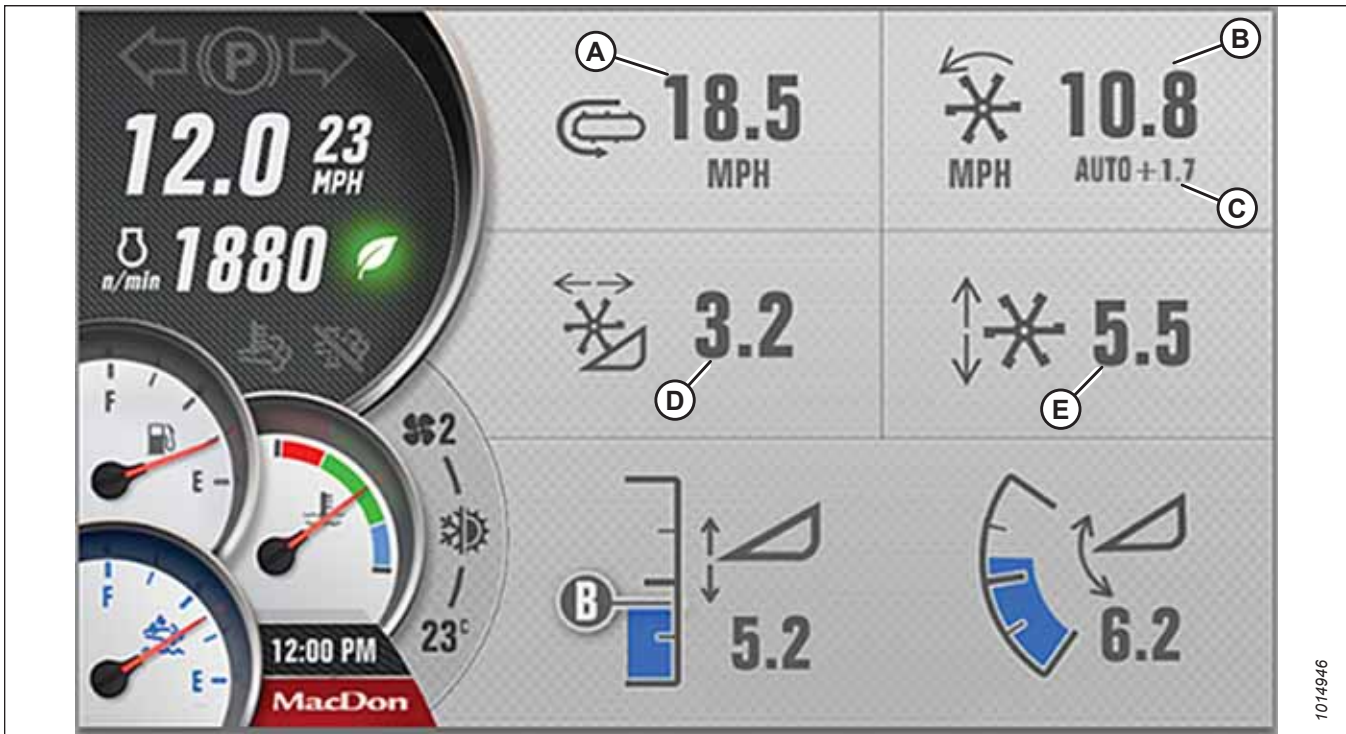 P
12.0 23 MPH
n/min 1880
F
E
F
E
2
23°C
12:00 PM
MacDon
A
18.5
MPH
B
10.8
MPH
AUTO +1.7
C
3.2
D
5.5
E
B
5.2
6.2
1014946